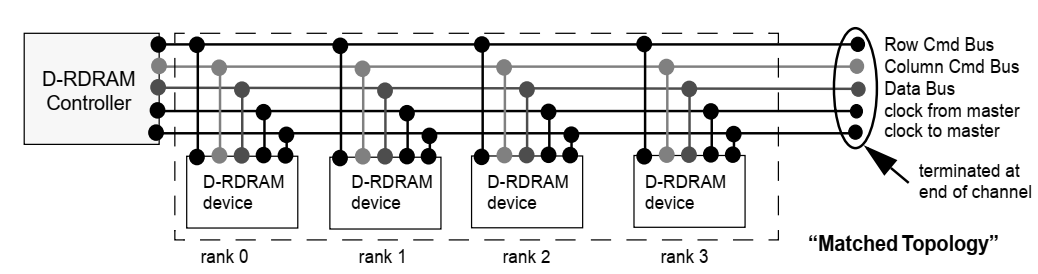 D-RDRAM
Controller
Row Cmd Bus
Column Cmd Bus
Data Bus
clock from master
clock to master
terminated at
end of channel
D-RDRAM
device
D-RDRAM
device
D-RDRAM
device
D-RDRAM
device
rank 0
rank 1
rank 2
rank 3
“Matched Topology”